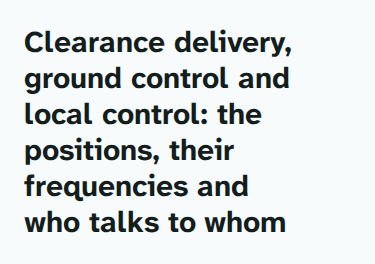 Clearance delivery,
ground control and
local control: the
positions, their
frequencies and
who talks to whom